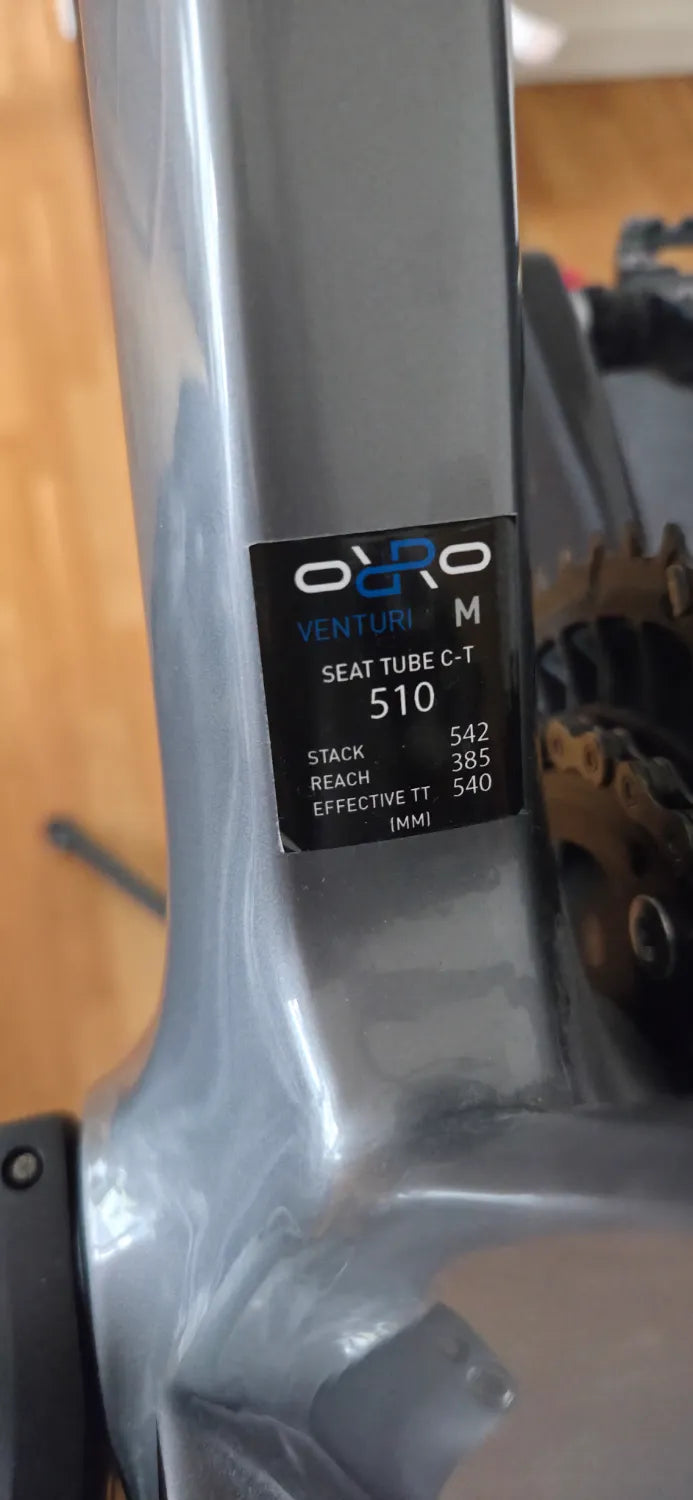 ORRO
VENTURI M
SEAT TUBE C-T
510
STACK 542
REACH 385
EFFECTIVE TT 540
(MM)